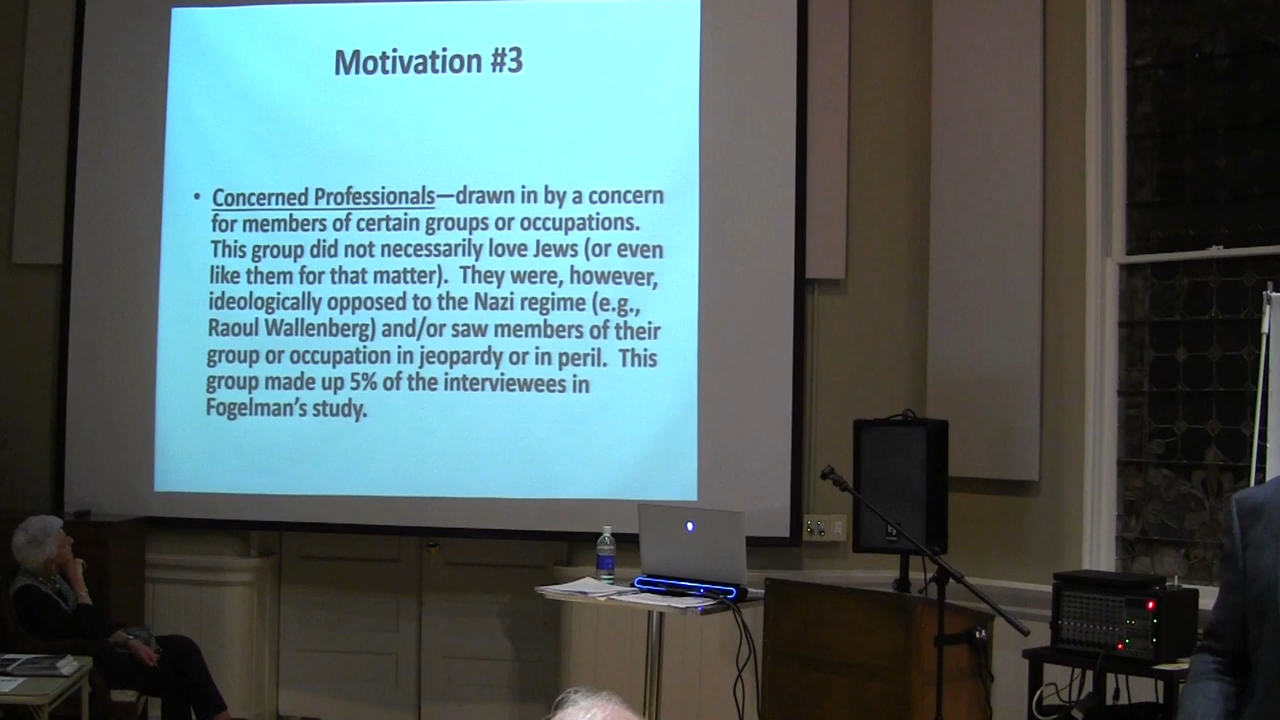 Motivation #3
• Concerned Professionals—drawn in by a concern
for members of certain groups or occupations.
This group did not necessarily love Jews (or even
like them for that matter).  They were, however,
ideologically opposed to the Nazi regime (e.g.,
Raoul Wallenberg) and/or saw members of their
group or occupation in jeopardy or in peril.  This
group made up 5% of the interviewees in
Fogelman's study.